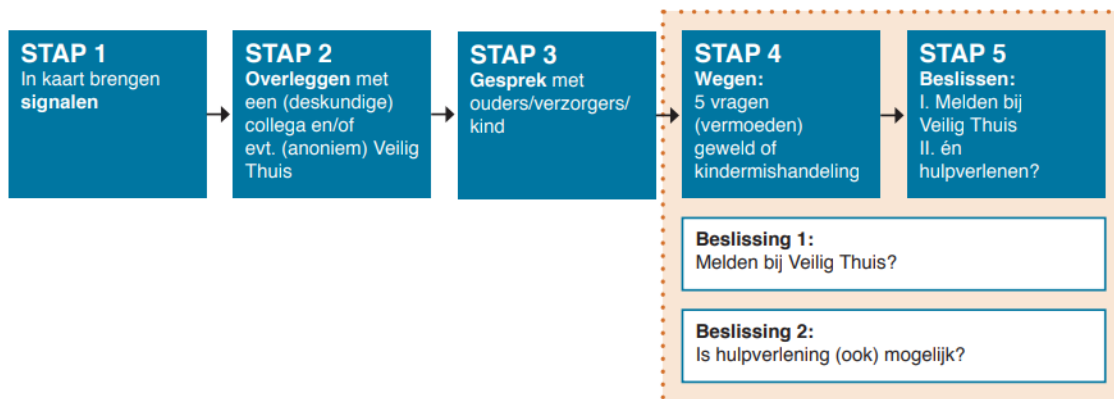 STAP 1
In kaart brengen
signalen
STAP 2
Overleggen met
een (deskundige)
collega en/of
evt. (anoniem) Veilig
Thuis
STAP 3
Gesprek met
ouders/verzorgers/
kind
STAP 4
Wegen:
5 vragen
(vermoeden)
geweld of
kindermishandeling
STAP 5
Beslissen:
I. Melden bij
Veilig Thuis
II. én
hulpverlenen?
Beslissing 1:
Melden bij Veilig Thuis?
Beslissing 2:
Is hulpverlening (ook) mogelijk?